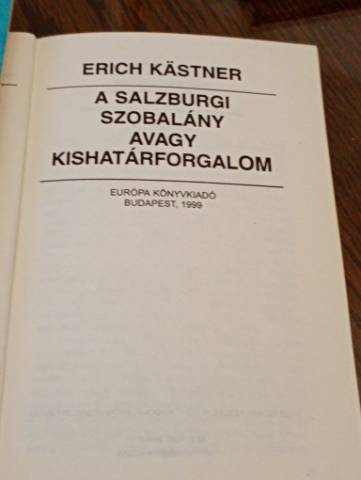 ERICH KÄSTNER
A SALZBURGI
SZOBALÁNY
AVAGY
KISHATÁRFORGALOM
EURÓPA KÖNYVKIADÓ
BUDAPEST, 1999